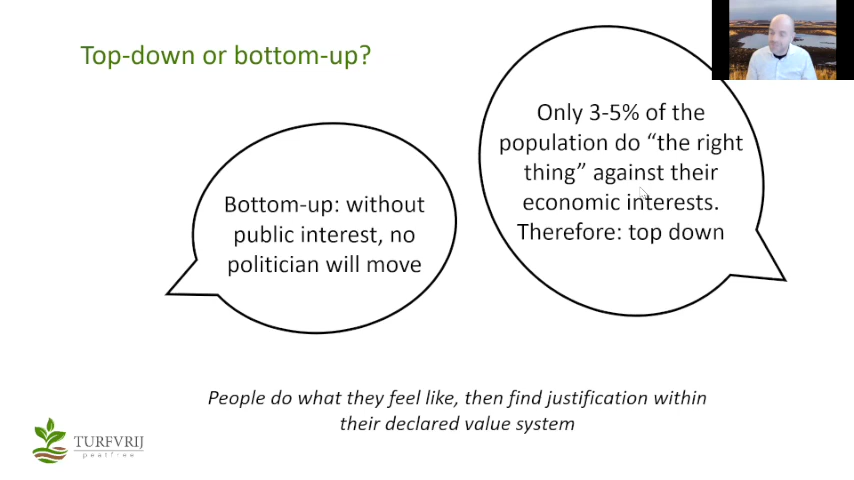 Top-down or bottom-up?
Only 3-5% of the
population do “the right
thing” against their
economic interests.
Therefore: top down
Bottom-up: without
public interest, no
politician will move
People do what they feel like, then find justification within
their declared value system
TURFVRIJ
peatfree